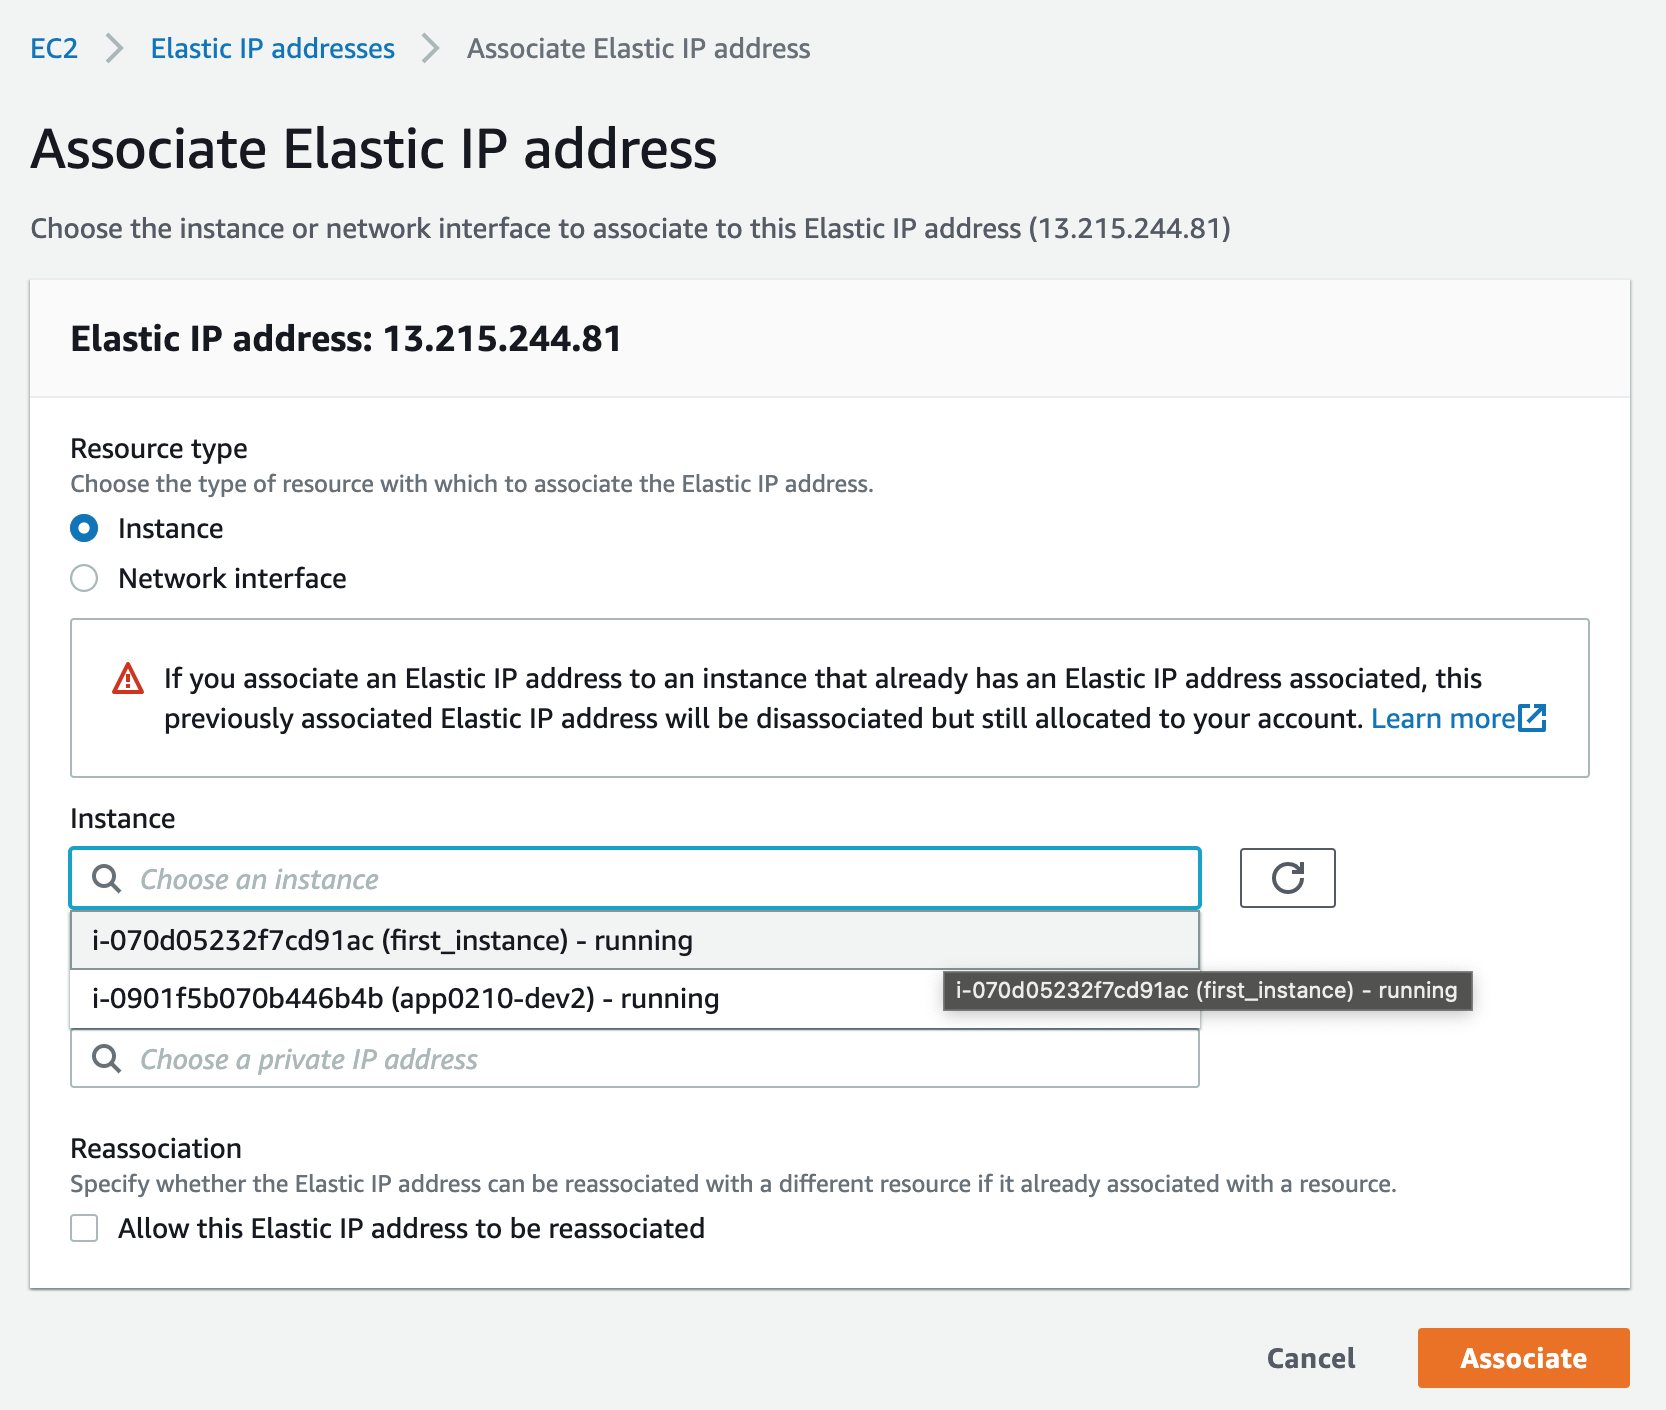 EC2 Elastic IP addresses Associate Elastic IP address
Associate Elastic IP address
Choose the instance or network interface to associate to this Elastic IP address (13.215.244.81)
Elastic IP address: 13.215.244.81
Resource type
Choose the type of resource with which to associate the Elastic IP address.
Instance
Network interface
If you associate an Elastic IP address to an instance that already has an Elastic IP address associated, this
previously associated Elastic IP address will be disassociated but still allocated to your account. Learn more
Instance
Choose an instance
i-070d05232f7cd91ac (first_instance) - running
i-0901f5b070b446b4b (app0210-dev2) - running
i-070d05232f7cd91ac (first_instance) - running
Choose a private IP address
Reassociation
Specify whether the Elastic IP address can be reassociated with a different resource if it already associated with a resource.
Allow this Elastic IP address to be reassociated
Cancel Associate